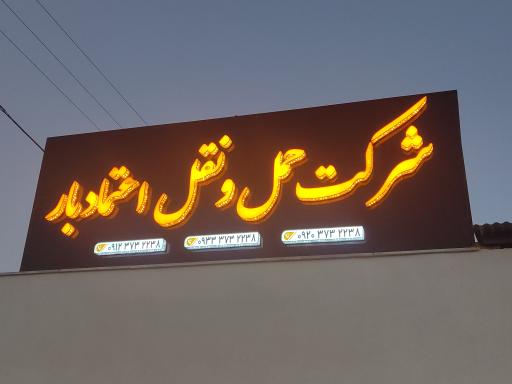 شرکت حمل و نقل اعتماد بار
۰۹۱۲ ۳۷۳ ۲۲۳۸ ۰۹۳۳ ۳۷۳ ۲۲۳۸ ۰۹۲۰ ۳۷۳ ۲۲۳۸